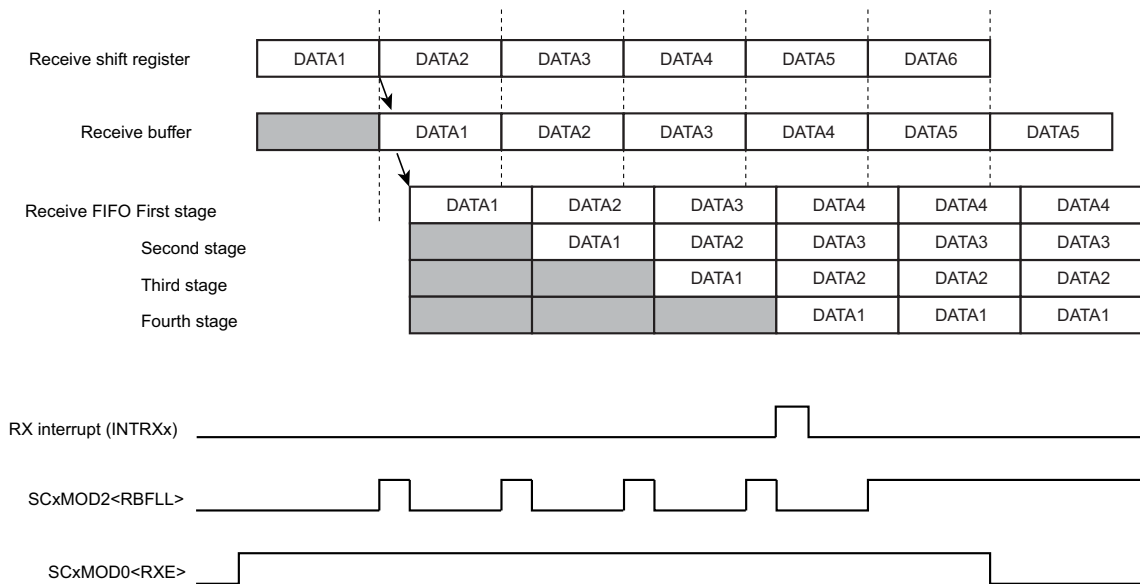 Receive shift register DATA1 DATA2 DATA3 DATA4 DATA5 DATA6
Receive buffer DATA1 DATA2 DATA3 DATA4 DATA5 DATA5
Receive FIFO First stage DATA1 DATA2 DATA3 DATA4 DATA4 DATA4
Second stage DATA1 DATA2 DATA3 DATA3 DATA3
Third stage DATA1 DATA2 DATA2 DATA2
Fourth stage DATA1 DATA1 DATA1
RX interrupt (INTRXx)
SCxMOD2<RBFLL>
SCxMOD0<RXE>